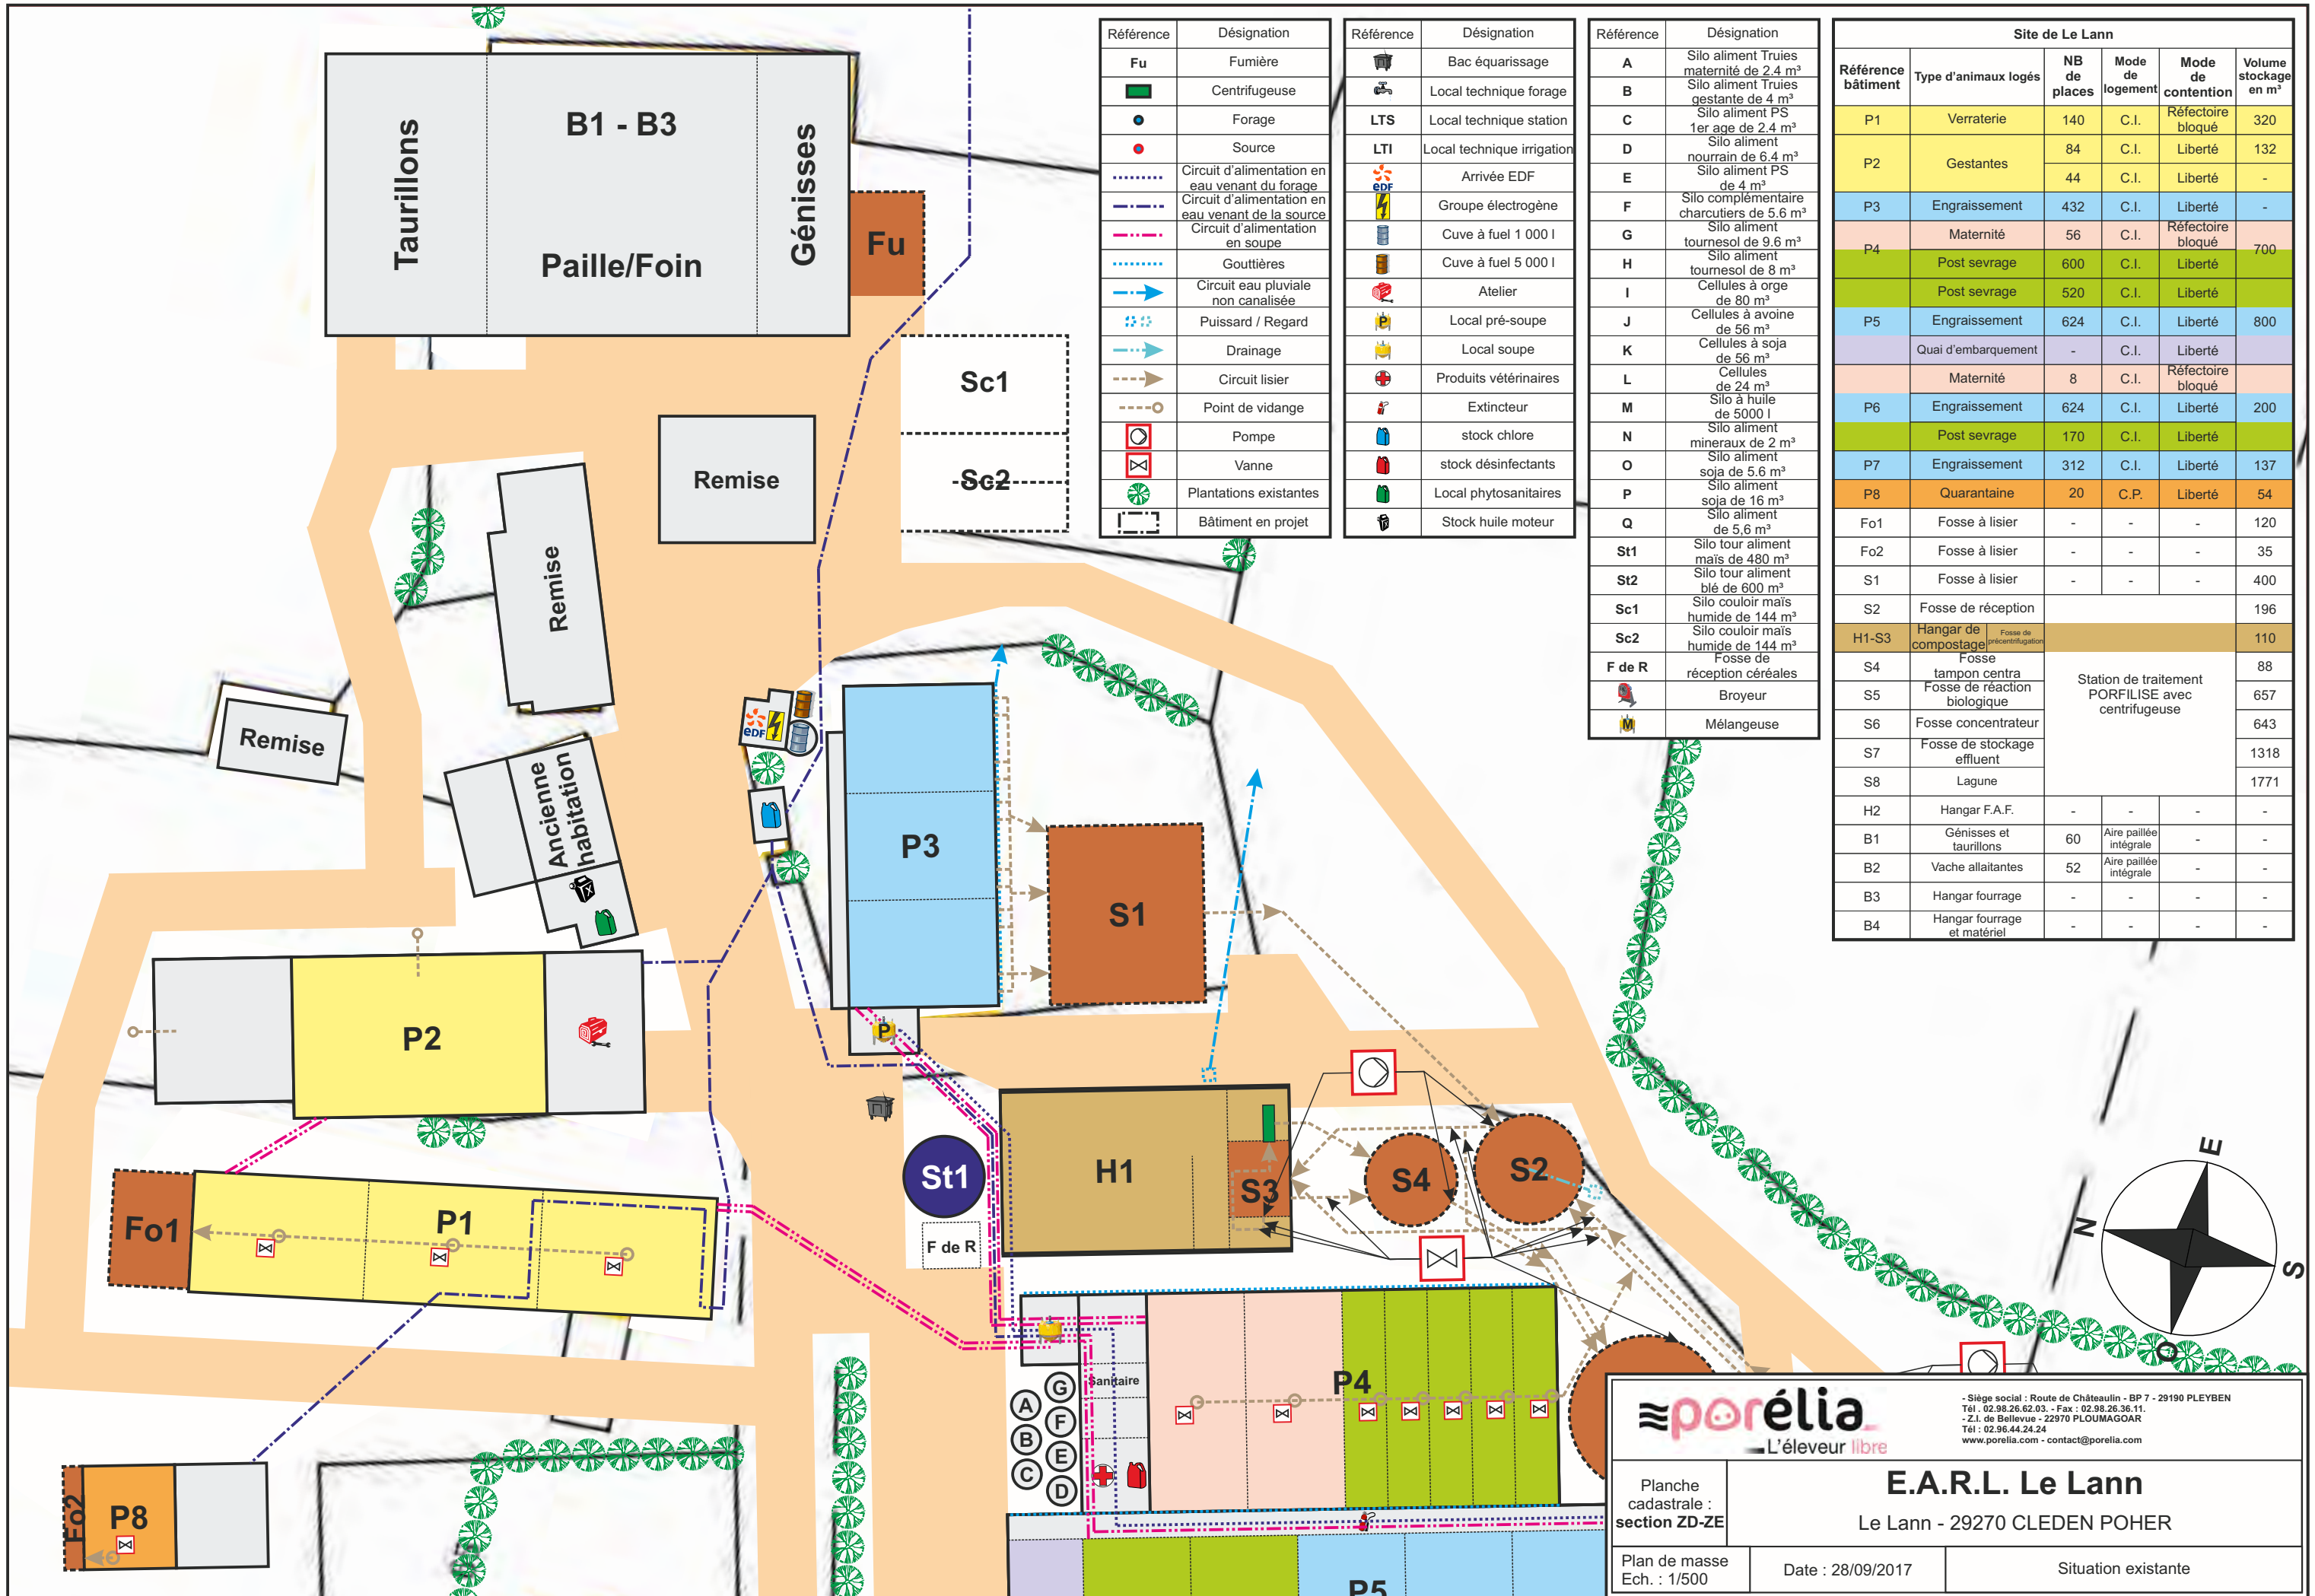 Taurillons
B1 - B3
Paille/Foin
Génisses
Fu
Sc1
Sc2
Remise
Remise
Remise
Ancienne
habitation
eDF
P3
S1
P
P2
St1
F de R
H1
S3
S4
S2
Fo1
P1
Fo2
P8
Sanitaire
P4
A
B
C
G
F
E
D
P5
N
E
S
O
Référence Désignation
Fu Fumière
Centrifugeuse
Forage
Source
Circuit d'alimentation en
eau venant du forage
Circuit d'alimentation en
eau venant de la source
Circuit d'alimentation
en soupe
Gouttières
Circuit eau pluviale
non canalisée
Puissard / Regard
Drainage
Circuit lisier
Point de vidange
Pompe
Vanne
Plantations existantes
Bâtiment en projet
Référence Désignation
Bac équarissage
Local technique forage
LTS Local technique station
LTI Local technique irrigation
eDF Arrivée EDF
Groupe électrogène
Cuve à fuel 1 000 l
Cuve à fuel 5 000 l
Atelier
P Local pré-soupe
Local soupe
Produits vétérinaires
Extincteur
stock chlore
stock désinfectants
Local phytosanitaires
Stock huile moteur
Référence Désignation
A Silo aliment Truies
maternité de 2.4 m³
B Silo aliment Truies
gestante de 4 m³
C Silo aliment PS
1er age de 2.4 m³
D Silo aliment
nourrain de 6.4 m³
E Silo aliment PS
de 4 m³
F Silo complémentaire
charcutiers de 5.6 m³
G Silo aliment
tournesol de 9.6 m³
H Silo aliment
tournesol de 8 m³
I Cellules à orge
de 80 m³
J Cellules à avoine
de 56 m³
K Cellules à soja
de 56 m³
L Cellules
de 24 m³
M Silo à huile
de 5000 l
N Silo aliment
mineraux de 2 m³
O Silo aliment
soja de 5.6 m³
P Silo aliment
soja de 16 m³
Q Silo aliment
de 5,6 m³
St1 Silo tour aliment
maïs de 480 m³
St2 Silo tour aliment
blé de 600 m³
Sc1 Silo couloir maïs
humide de 144 m³
Sc2 Silo couloir maïs
humide de 144 m³
F de R Fosse de
réception céréales
Broyeur
M Mélangeuse
Site de Le Lann
Référence bâtiment Type d'animaux logés NB de places Mode de logement Mode de contention Volume stockage en m³
P1 Verraterie 140 C.I. Réfectoire bloqué 320
P2 Gestantes 84 C.I. Liberté 132
44 C.I. Liberté -
P3 Engraissement 432 C.I. Liberté -
P4 Maternité 56 C.I. Réfectoire bloqué 700
Post sevrage 600 C.I. Liberté
Post sevrage 520 C.I. Liberté
P5 Engraissement 624 C.I. Liberté 800
Quai d'embarquement - C.I. Liberté
Maternité 8 C.I. Réfectoire bloqué
P6 Engraissement 624 C.I. Liberté 200
Post sevrage 170 C.I. Liberté
P7 Engraissement 312 C.I. Liberté 137
P8 Quarantaine 20 C.P. Liberté 54
Fo1 Fosse à lisier - - - 120
Fo2 Fosse à lisier - - - 35
S1 Fosse à lisier - - - 400
S2 Fosse de réception 196
H1-S3 Hangar de compostage Fosse de précentrifugation 110
S4 Fosse tampon centra 88
Station de traitement
PORFILISE avec
centrifugeuse
S5 Fosse de réaction biologique 657
S6 Fosse concentrateur 643
S7 Fosse de stockage effluent 1318
S8 Lagune 1771
H2 Hangar F.A.F. - - - -
B1 Génisses et taurillons 60 Aire paillée intégrale - -
B2 Vache allaitantes 52 Aire paillée intégrale - -
B3 Hangar fourrage - - - -
B4 Hangar fourrage et matériel - - - -
porélia
L'éleveur libre
- Siège social : Route de Châteaulin - BP 7 - 29190 PLEYBEN
Tél : 02.98.26.62.03. - Fax : 02.98.26.36.11.
- Z.I. de Bellevue - 22970 PLOUMAGOAR
Tél : 02.96.44.24.24
www.porelia.com - contact@porelia.com
Planche
cadastrale :
section ZD-ZE
E.A.R.L. Le Lann
Le Lann - 29270 CLEDEN POHER
Plan de masse
Ech. : 1/500
Date : 28/09/2017
Situation existante